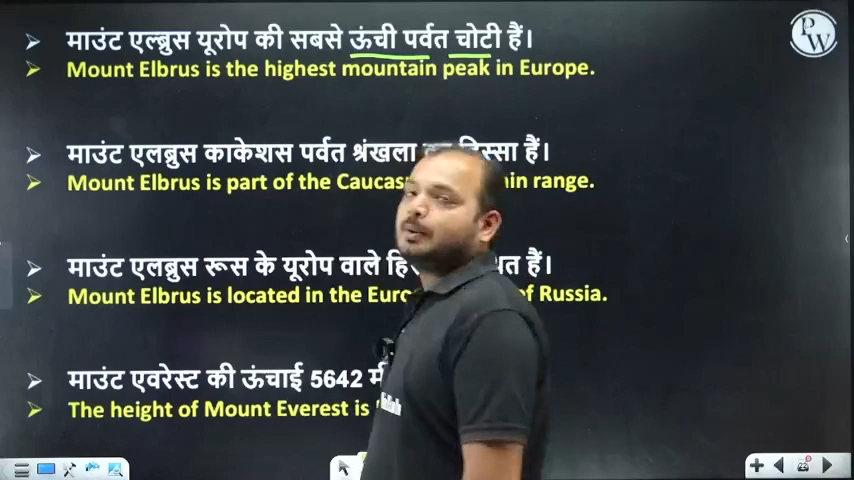 माउंट एल्ब्रुस यूरोप की सबसे ऊंची पर्वत चोटी हैं।
Mount Elbrus is the highest mountain peak in Europe.
PW
माउंट एलब्रुस काकेशस पर्वत श्रंखला हिस्सा हैं।
Mount Elbrus is part of the range.
माउंट एलब्रुस रूस के यूरोप वाले हैं।
Mount Elbrus is located in the of Russia.
माउंट एवरेस्ट की ऊंचाई 5642
The height of Mount Everest is